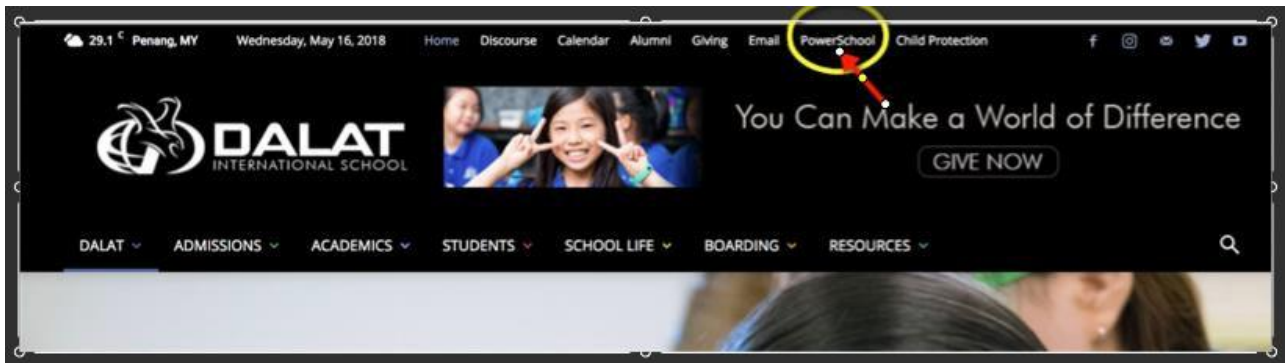 29.1 C Penang, MY Wednesday, May 16, 2018 Home Discourse Calendar Alumni Giving Email PowerSchool Child Protection
DALAT
INTERNATIONAL SCHOOL
You Can Make a World of Difference
GIVE NOW
DALAT ADMISSIONS ACADEMICS STUDENTS SCHOOL LIFE BOARDING RESOURCES